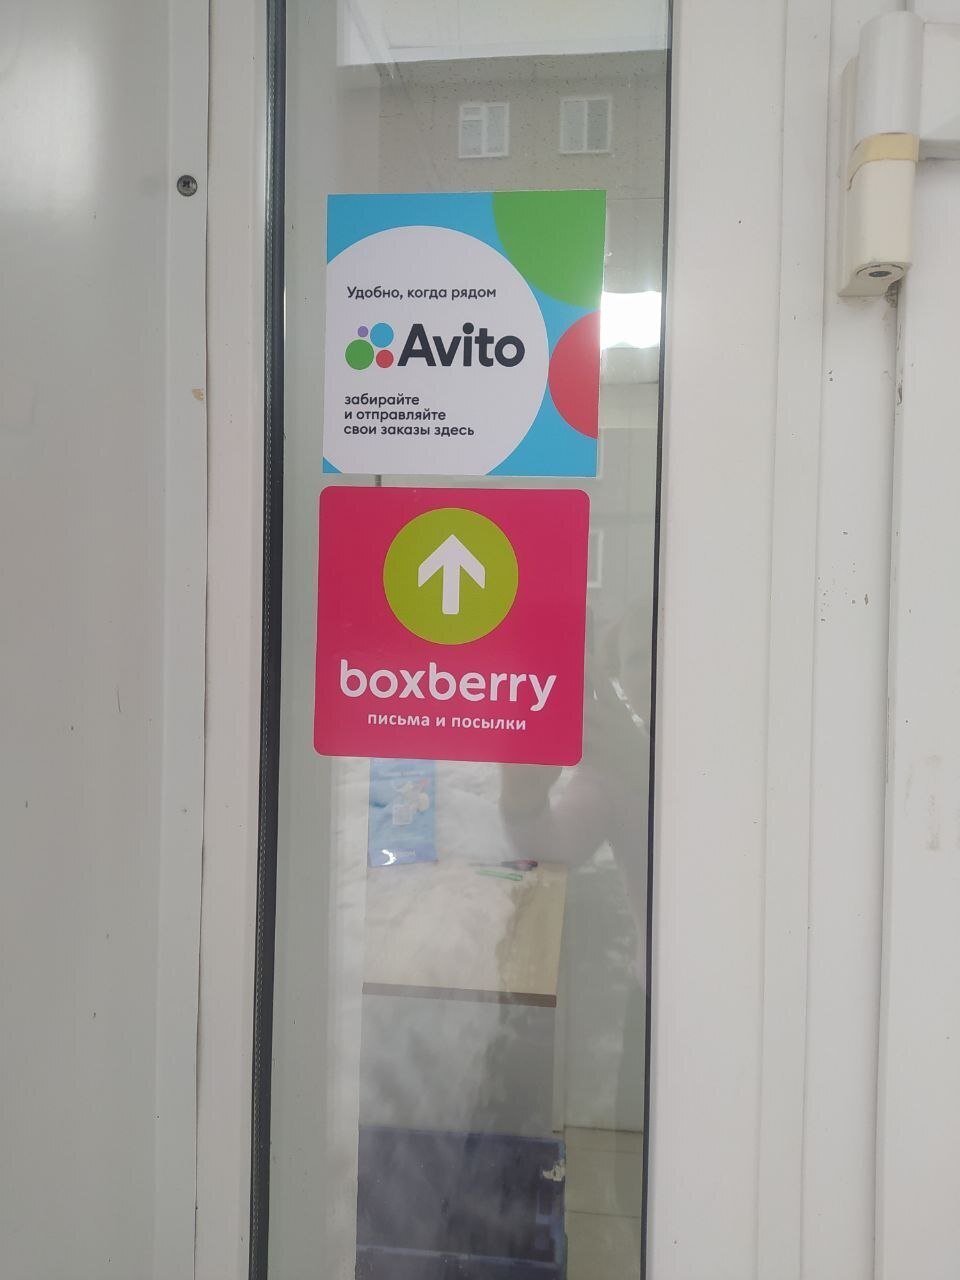 Удобно, когда рядом
Avito
забирайте
и отправляйте
свои заказы здесь
boxberry
письма и посылки